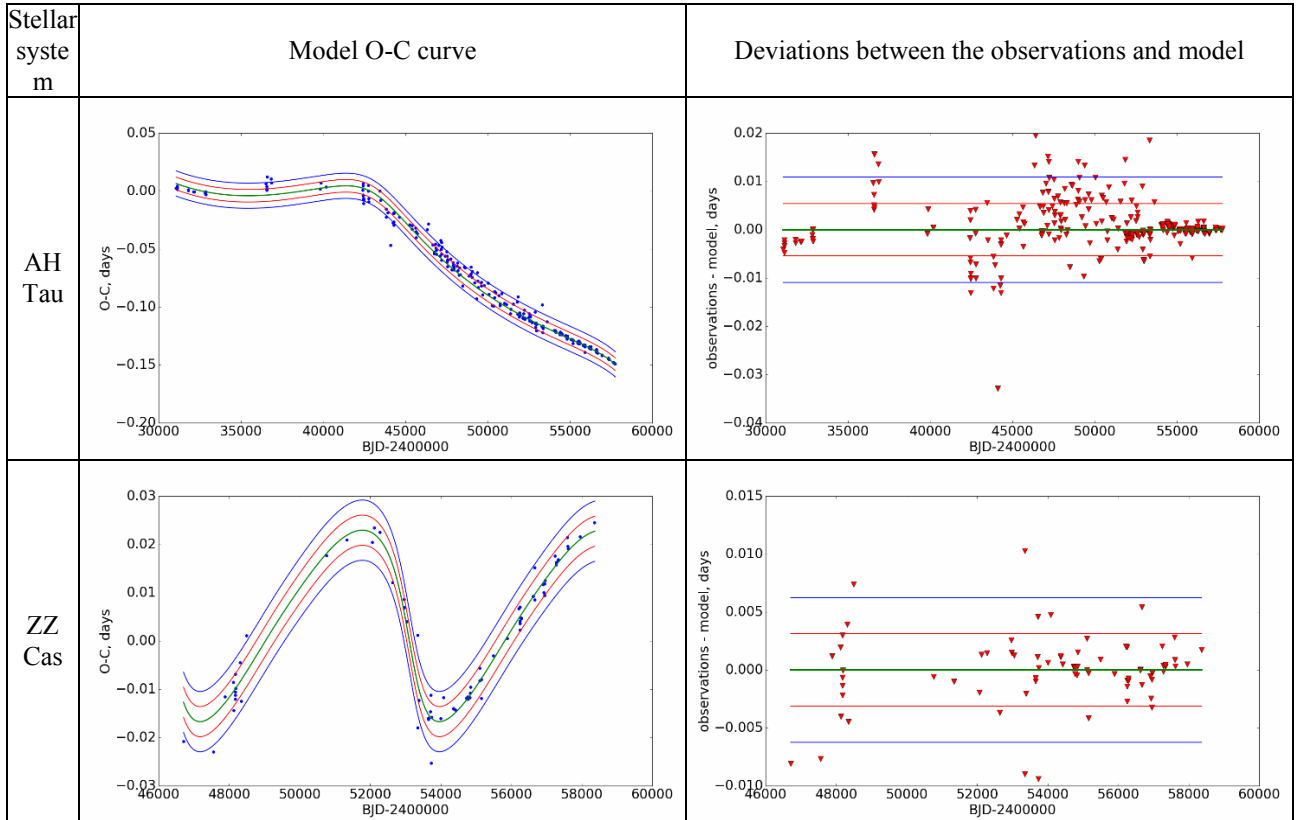 Stellar
syste
m
Model O-C curve
Deviations between the observations and model
AH
Tau
0.05
0.00
−0.05
−0.10
−0.15
−0.20
O-C, days
30000 35000 40000 45000 50000 55000 60000
BJD-2400000
0.02
0.01
0.00
−0.01
−0.02
−0.03
−0.04
observations - model, days
30000 35000 40000 45000 50000 55000 60000
BJD-2400000
ZZ
Cas
0.03
0.02
0.01
0.00
−0.01
−0.02
−0.03
O-C, days
46000 48000 50000 52000 54000 56000 58000 60000
BJD-2400000
0.015
0.010
0.005
0.000
−0.005
−0.010
observations - model, days
46000 48000 50000 52000 54000 56000 58000 60000
BJD-2400000